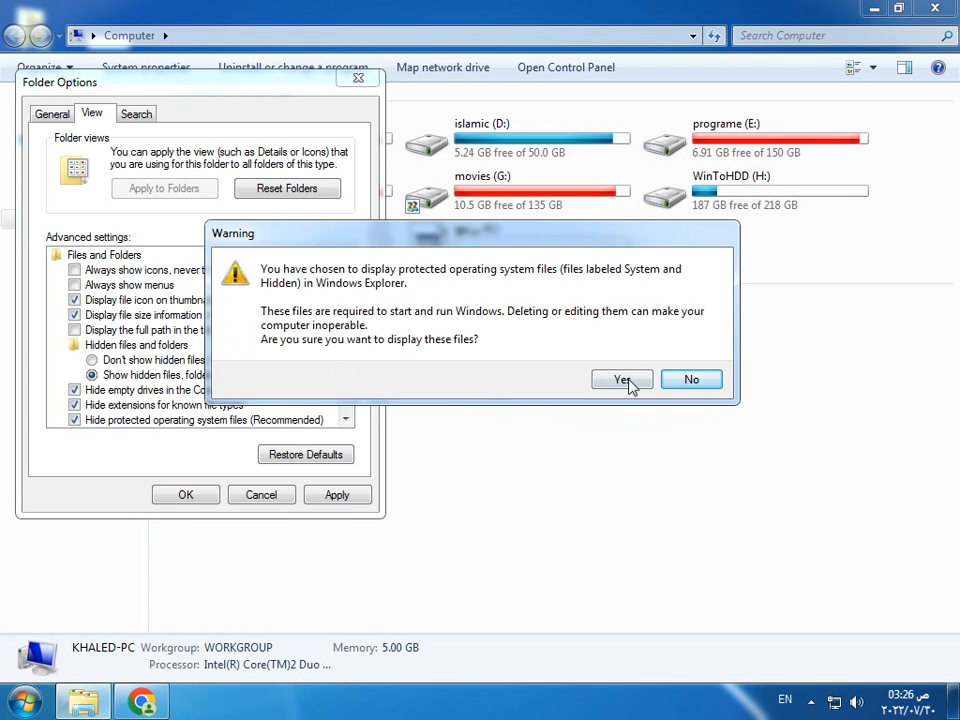 Computer
Search Computer
Organize
System properties
Uninstall or change a program
Map network drive
Open Control Panel
Folder Options
General
View
Search
Folder views
You can apply the view (such as Details or Icons) that
you are using for this folder to all folders of this type.
Apply to Folders
Reset Folders
islamic (D:)
5.24 GB free of 50.0 GB
programe (E:)
6.91 GB free of 150 GB
movies (G:)
10.5 GB free of 135 GB
WinToHDD (H:)
187 GB free of 218 GB
Advanced settings:
Files and Folders
Always show icons, never t
Always show menus
Display file icon on thumbna
Display file size information
Display the full path in the t
Hidden files and folders
Don't show hidden files
Show hidden files, folde
Hide empty drives in the Co
Hide extensions for known file types
Hide protected operating system files (Recommended)
Restore Defaults
OK
Cancel
Apply
Warning
You have chosen to display protected operating system files (files labeled System and
Hidden) in Windows Explorer.
These files are required to start and run Windows. Deleting or editing them can make your
computer inoperable.
Are you sure you want to display these files?
Yes
No
KHALED-PC
Workgroup: WORKGROUP
Memory: 5.00 GB
Processor: Intel(R) Core(TM)2 Duo ...
EN
03:26 ص
٢٠٢٢/٠٧/٣٠